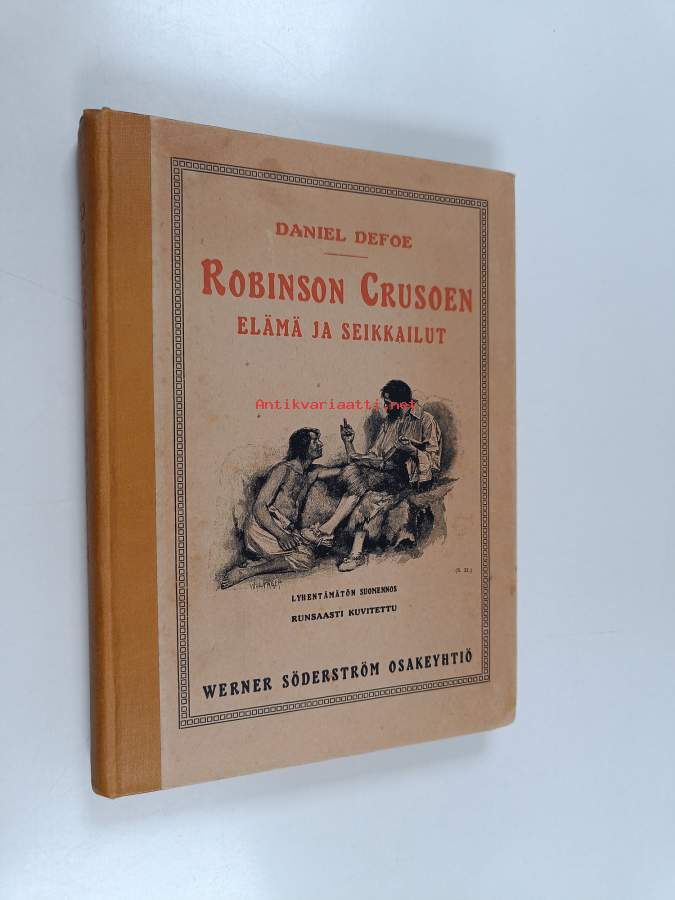 DANIEL DEFOE
ROBINSON CRUSOEN
ELÄMÄ JA SEIKKAILUT
Antikvariaatti.net
LYHENTÄMÄTÖN SUOMENNOS
RUNSAASTI KUVITETTU
WERNER SÖDERSTRÖM OSAKEYHTIÖ